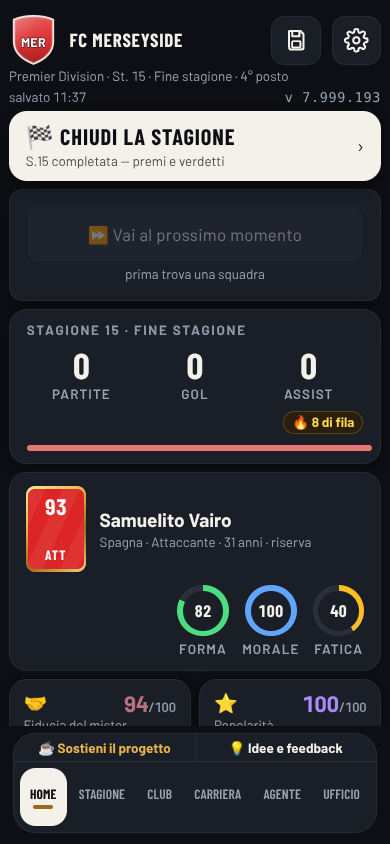 MER FC MERSEYSIDE
Premier Division · St. 15 · Fine stagione · 4° posto
salvato 11:37 v 7.999.193
🏁 CHIUDI LA STAGIONE ›
S.15 completata — premi e verdetti
⏩ Vai al prossimo momento
prima trova una squadra
STAGIONE 15 · FINE STAGIONE
0 0 0
PARTITE GOL ASSIST
🔥 8 di fila
93
ATT
Samuelito Vairo
Spagna · Attaccante · 31 anni · riserva
82 100 40
FORMA MORALE FATICA
🤝 94/100 ⭐ 100/100
Fiducia del mister Popolarità
☕ Sostieni il progetto 💡 Idee e feedback
HOME STAGIONE CLUB CARRIERA AGENTE UFFICIO